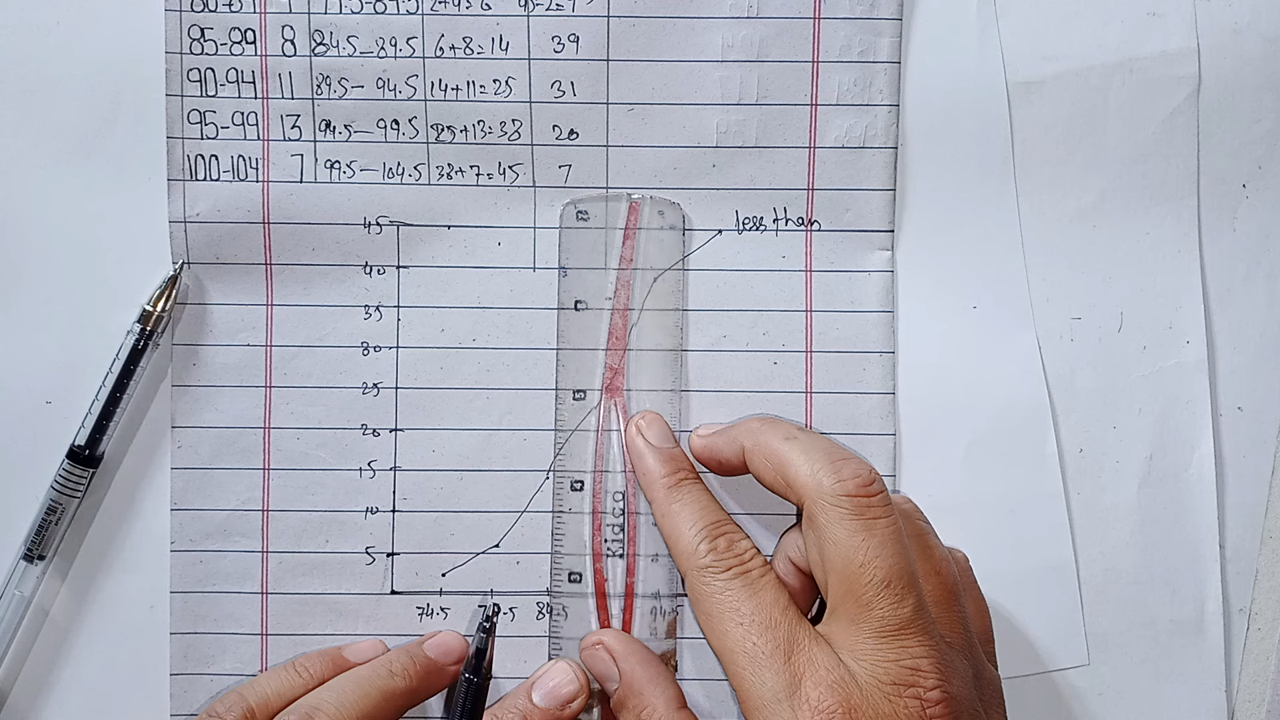 85-89 8 84.5-89.5 6+8=14 39
90-94 11 89.5-94.5 14+11=25 31
95-99 13 94.5-99.5 25+13=38 20
100-104 7 99.5-104.5 38+7=45 7
45 less than
40
35
30
25
20
15
10
5
74.5 79.5 84.5 94.5
Kidco